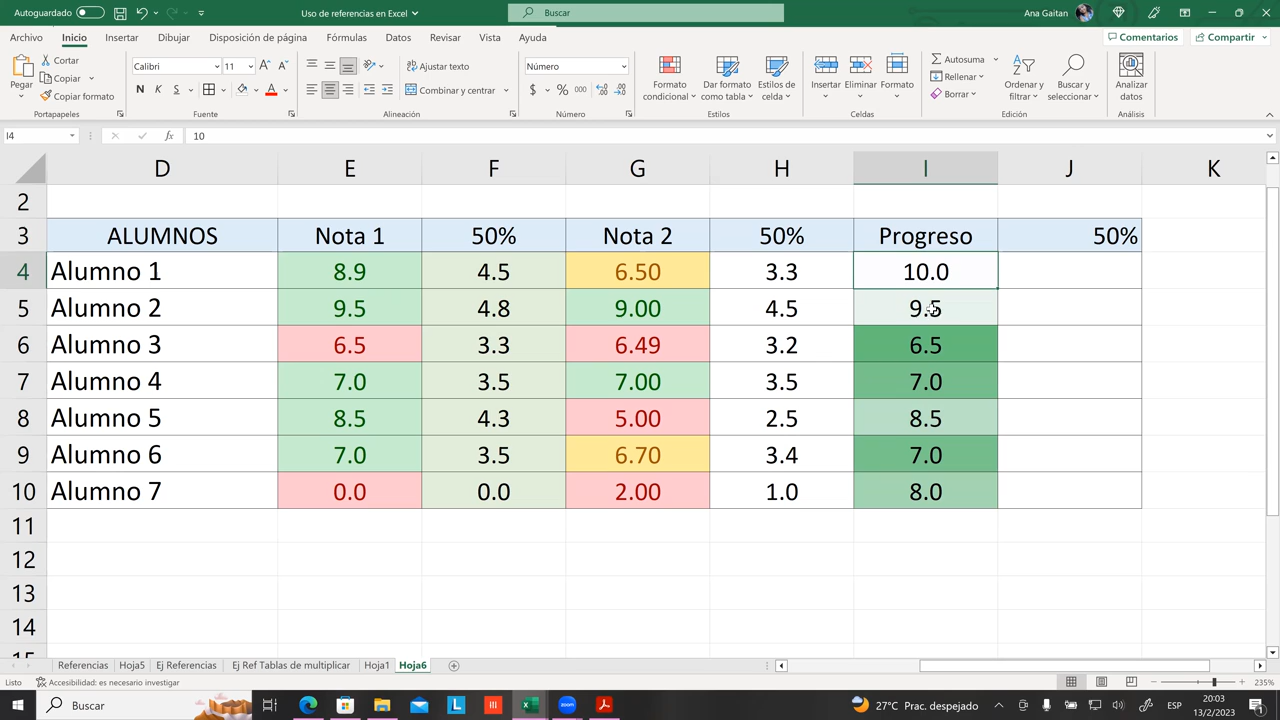 Autoguardado
Uso de referencias en Excel
Buscar
Ana Gaitan
Archivo Inicio Insertar Dibujar Disposición de página Fórmulas Datos Revisar Vista Ayuda
Comentarios Compartir
Pegar
Cortar
Copiar
Copiar formato
Portapapeles
Calibri 11
N K S
Fuente
Ajustar texto
Combinar y centrar
Alineación
Número
$ % 000
Número
Formato condicional
Dar formato como tabla
Estilos de celda
Estilos
Insertar Eliminar Formato
Celdas
Autosuma
Rellenar
Borrar
Ordenar y filtrar
Buscar y seleccionar
Edición
Analizar datos
Análisis
I4 fx 10
D E F G H I J K
2
3 ALUMNOS Nota 1 50% Nota 2 50% Progreso 50%
4 Alumno 1 8.9 4.5 6.50 3.3 10.0
5 Alumno 2 9.5 4.8 9.00 4.5 9.5
6 Alumno 3 6.5 3.3 6.49 3.2 6.5
7 Alumno 4 7.0 3.5 7.00 3.5 7.0
8 Alumno 5 8.5 4.3 5.00 2.5 8.5
9 Alumno 6 7.0 3.5 6.70 3.4 7.0
10 Alumno 7 0.0 0.0 2.00 1.0 8.0
11
12
13
14
Referencias Hoja5 Ej Referencias Ej Ref Tablas de multiplicar Hoja1 Hoja6
Listo Accesibilidad: es necesario investigar 235%
Buscar
27°C Prac. despejado ESP 20:03
13/2/2023